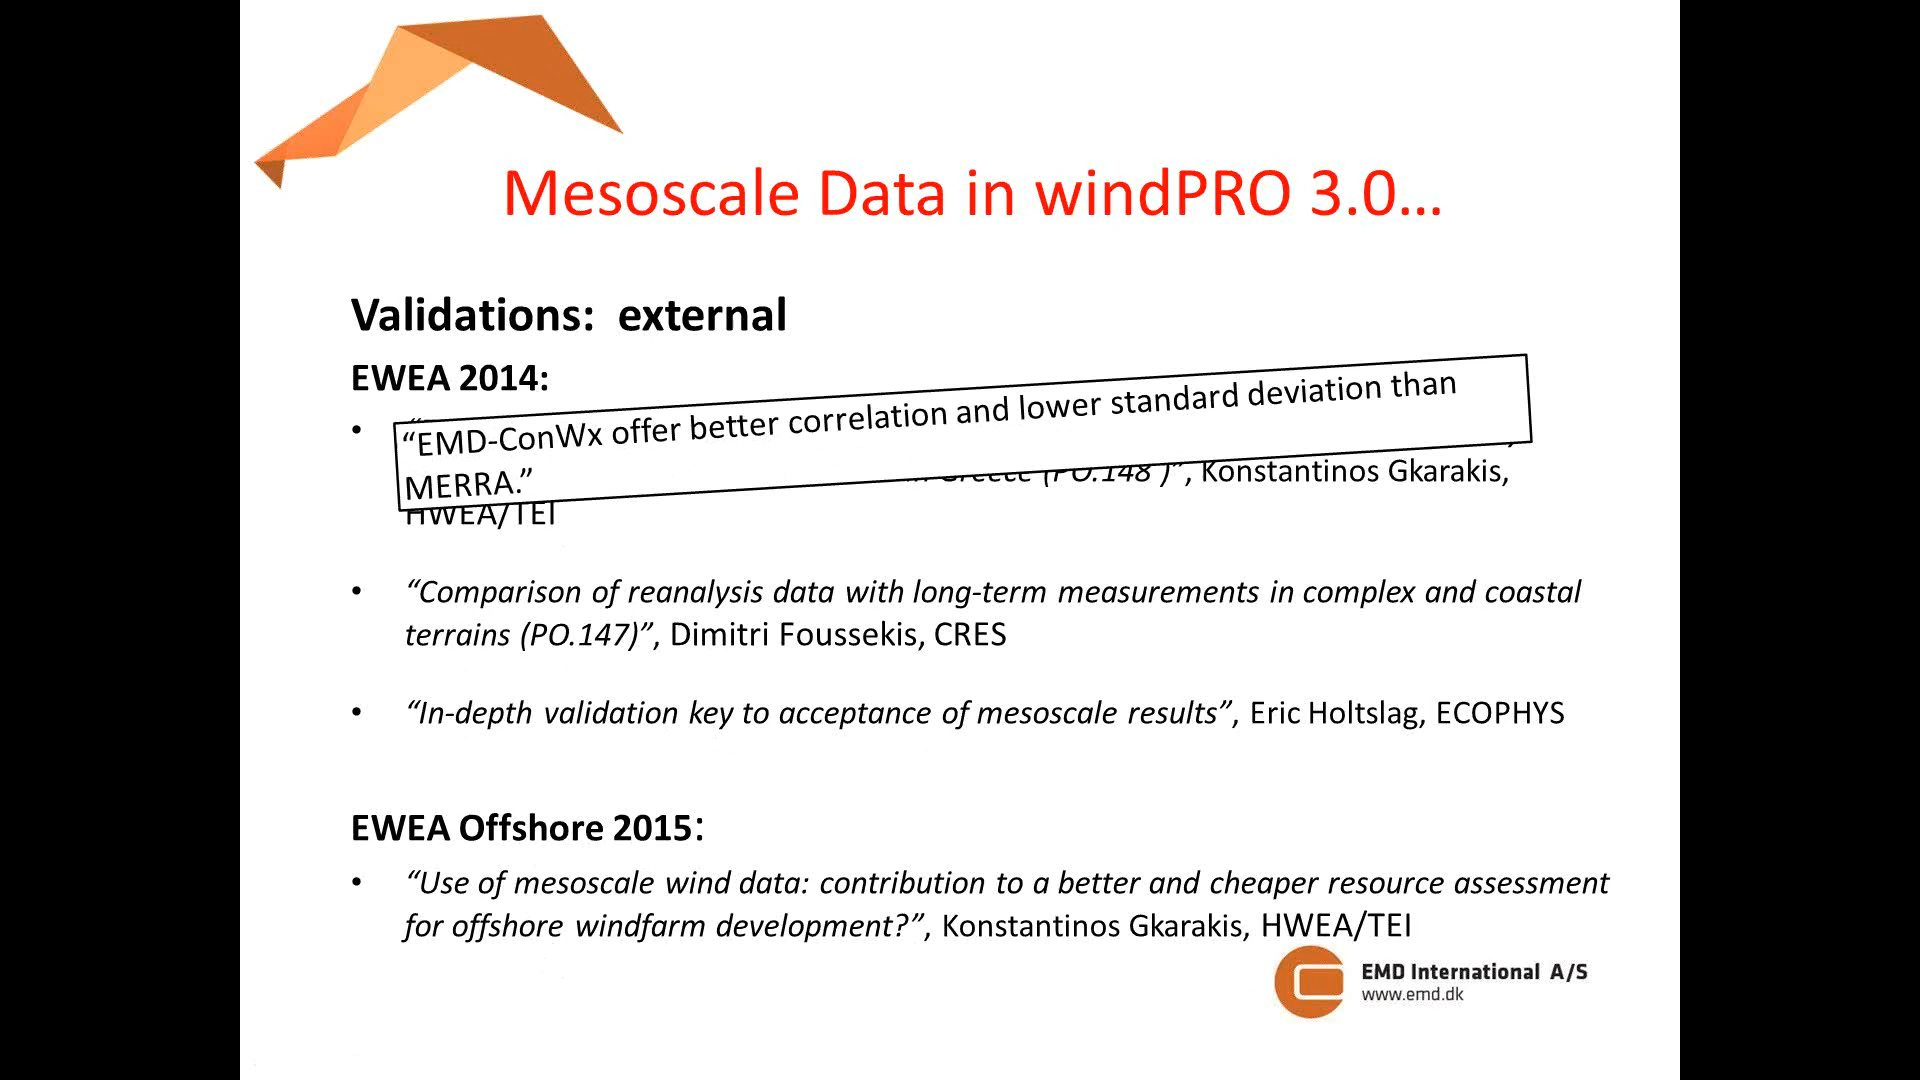 Mesoscale Data in windPRO 3.0...
Validations: external
EWEA 2014:
• “
“EMD-ConWx offer better correlation and lower standard deviation than
MERRA.”
(PO.148 )”, Konstantinos Gkarakis,
HWEA/TEI
• “Comparison of reanalysis data with long-term measurements in complex and coastal
terrains (PO.147)”, Dimitri Foussekis, CRES
• “In-depth validation key to acceptance of mesoscale results”, Eric Holtslag, ECOPHYS
EWEA Offshore 2015:
• “Use of mesoscale wind data: contribution to a better and cheaper resource assessment
for offshore windfarm development?”, Konstantinos Gkarakis, HWEA/TEI
EMD International A/S
www.emd.dk